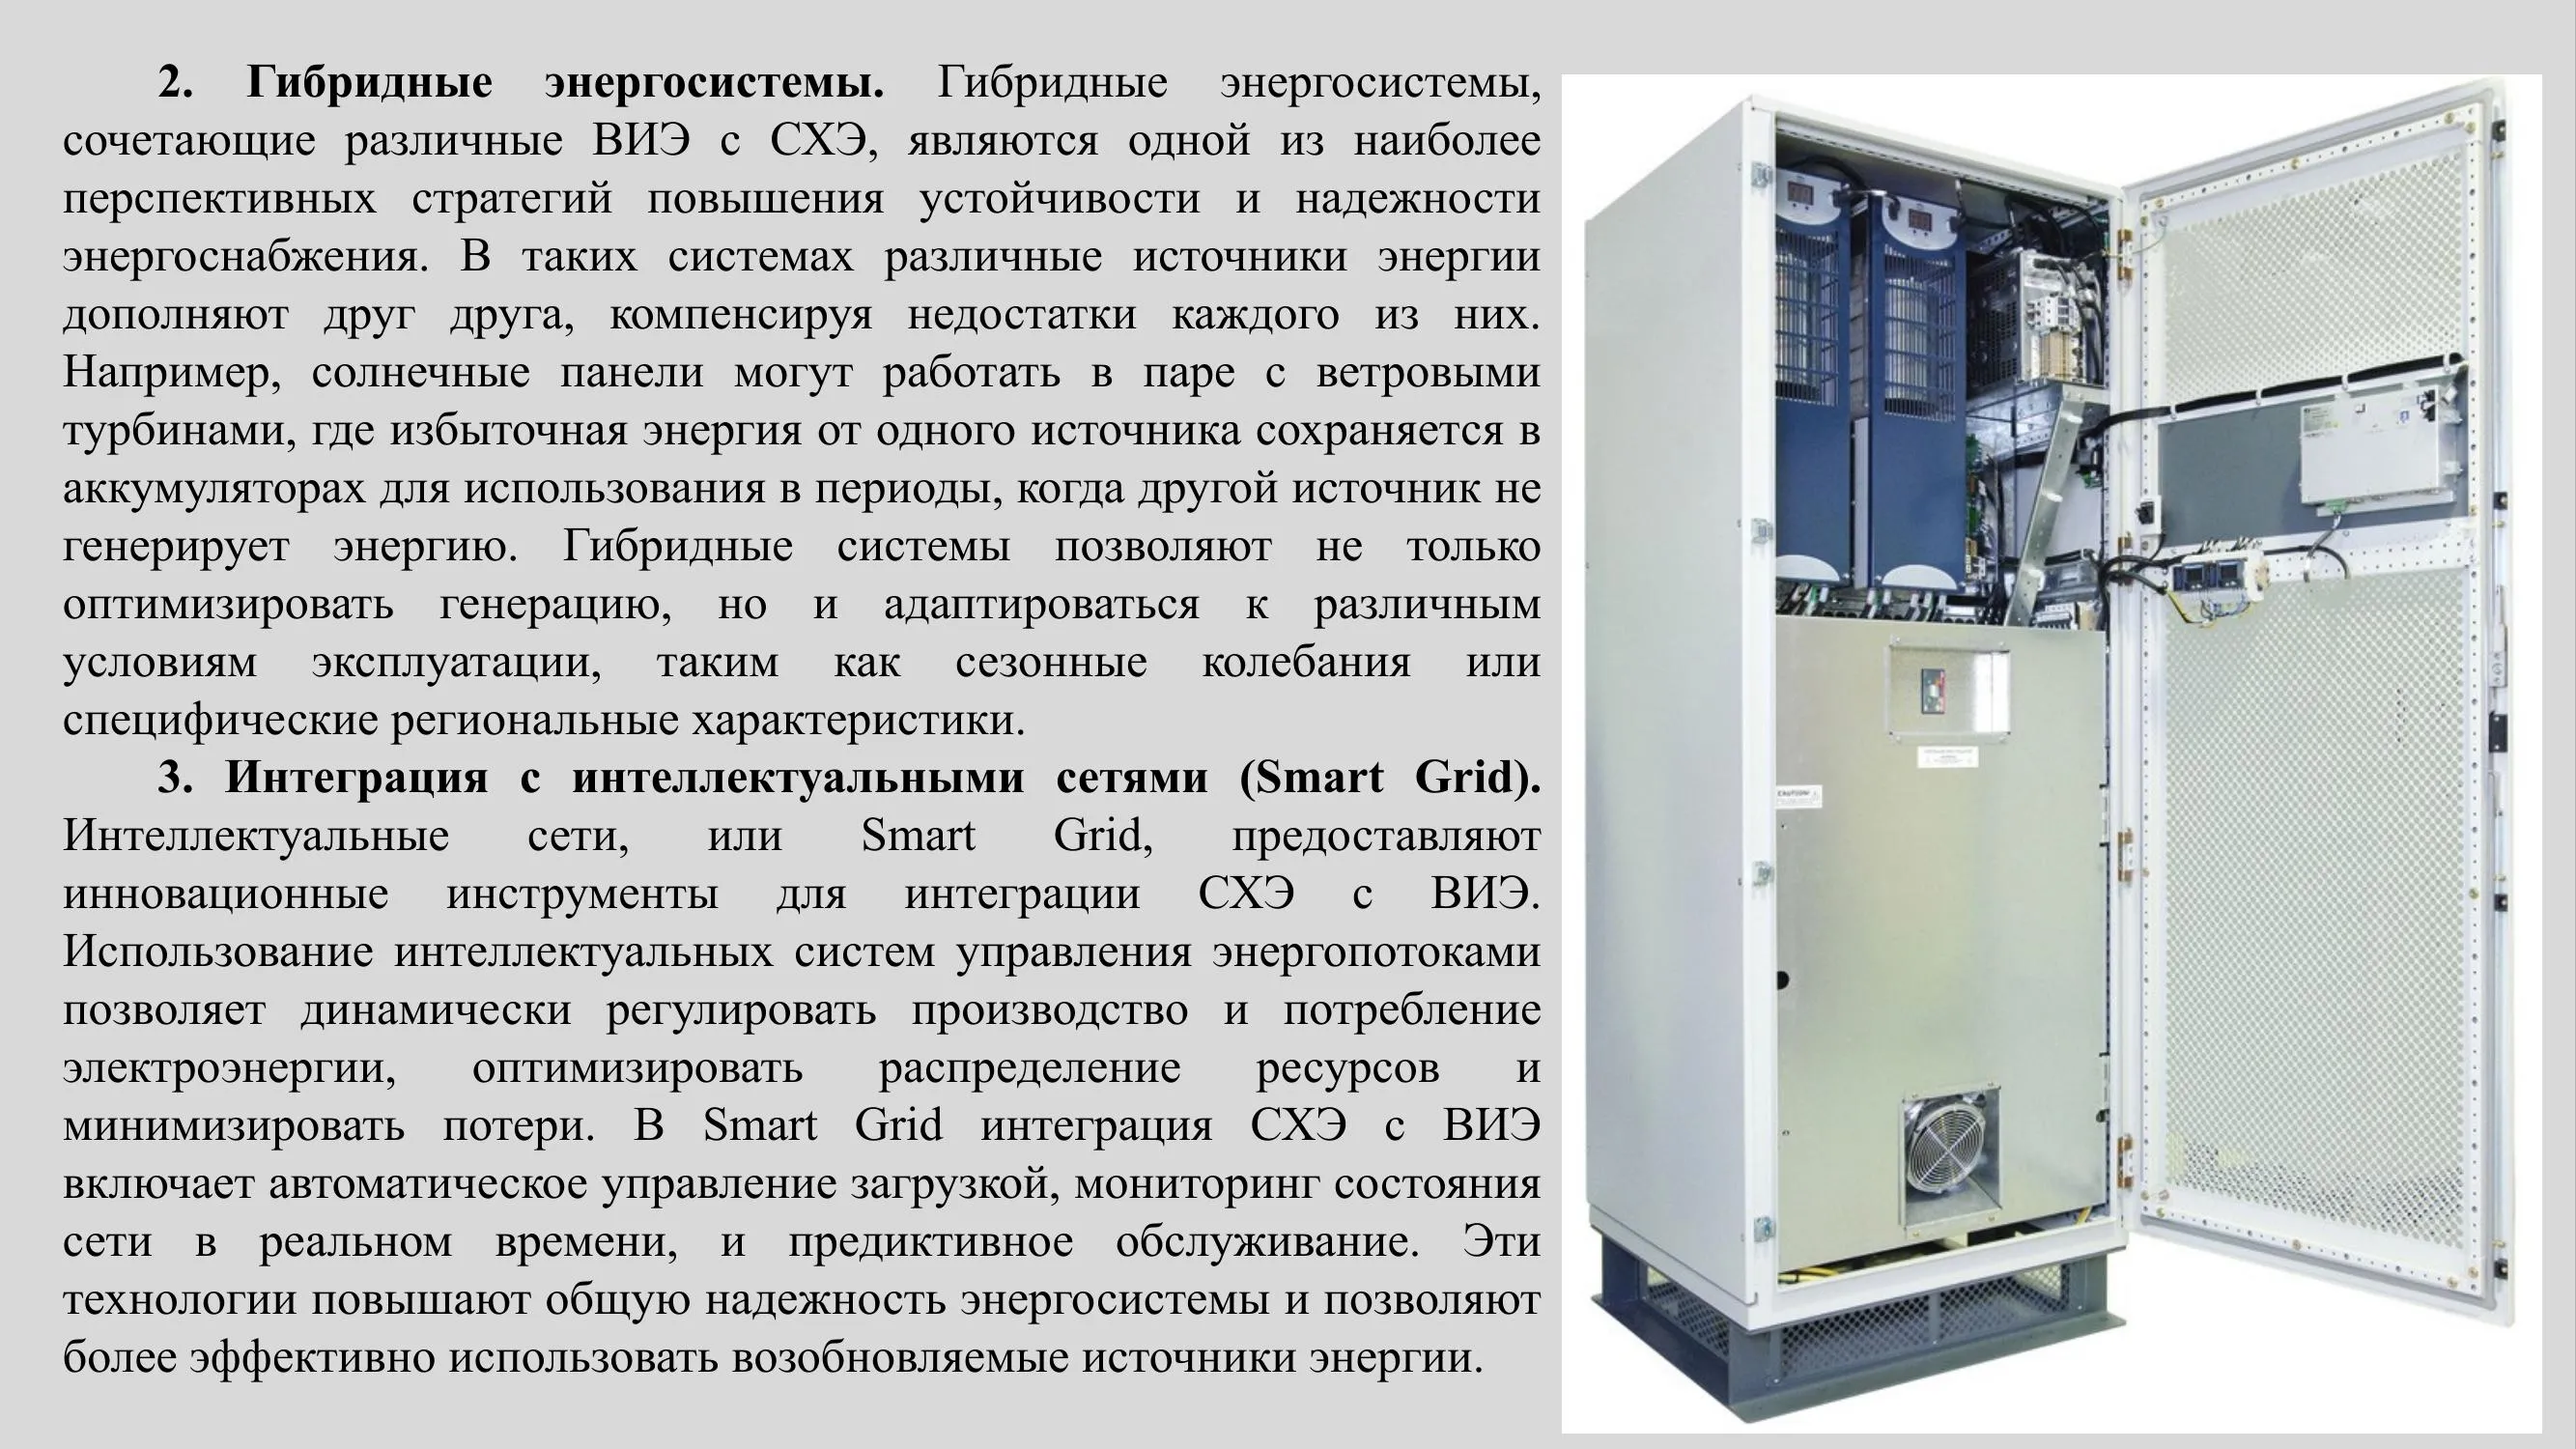 2. Гибридные энергосистемы. Гибридные энергосистемы,
сочетающие различные ВИЭ с СХЭ, являются одной из наиболее
перспективных стратегий повышения устойчивости и надежности
энергоснабжения. В таких системах различные источники энергии
дополняют друг друга, компенсируя недостатки каждого из них.
Например, солнечные панели могут работать в паре с ветровыми
турбинами, где избыточная энергия от одного источника сохраняется в
аккумуляторах для использования в периоды, когда другой источник не
генерирует энергию. Гибридные системы позволяют не только
оптимизировать генерацию, но и адаптироваться к различным
условиям эксплуатации, таким как сезонные колебания или
специфические региональные характеристики.
3. Интеграция с интеллектуальными сетями (Smart Grid).
Интеллектуальные сети, или Smart Grid, предоставляют
инновационные инструменты для интеграции СХЭ с ВИЭ.
Использование интеллектуальных систем управления энергопотоками
позволяет динамически регулировать производство и потребление
электроэнергии, оптимизировать распределение ресурсов и
минимизировать потери. В Smart Grid интеграция СХЭ с ВИЭ
включает автоматическое управление загрузкой, мониторинг состояния
сети в реальном времени, и предиктивное обслуживание. Эти
технологии повышают общую надежность энергосистемы и позволяют
более эффективно использовать возобновляемые источники энергии.
CAUTION!